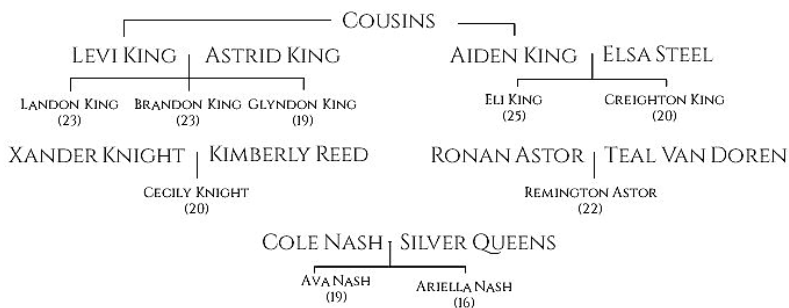 COUSINS
LEVI KING ASTRID KING AIDEN KING ELSA STEEL
LANDON KING BRANDON KING GLYNDON KING ELI KING CREIGHTON KING
(23) (23) (19) (25) (20)
XANDER KNIGHT KIMBERLY REED RONAN ASTOR TEAL VAN DOREN
CECILY KNIGHT REMINGTON ASTOR
(20) (22)
COLE NASH SILVER QUEENS
AVA NASH ARIELLA NASH
(19) (16)